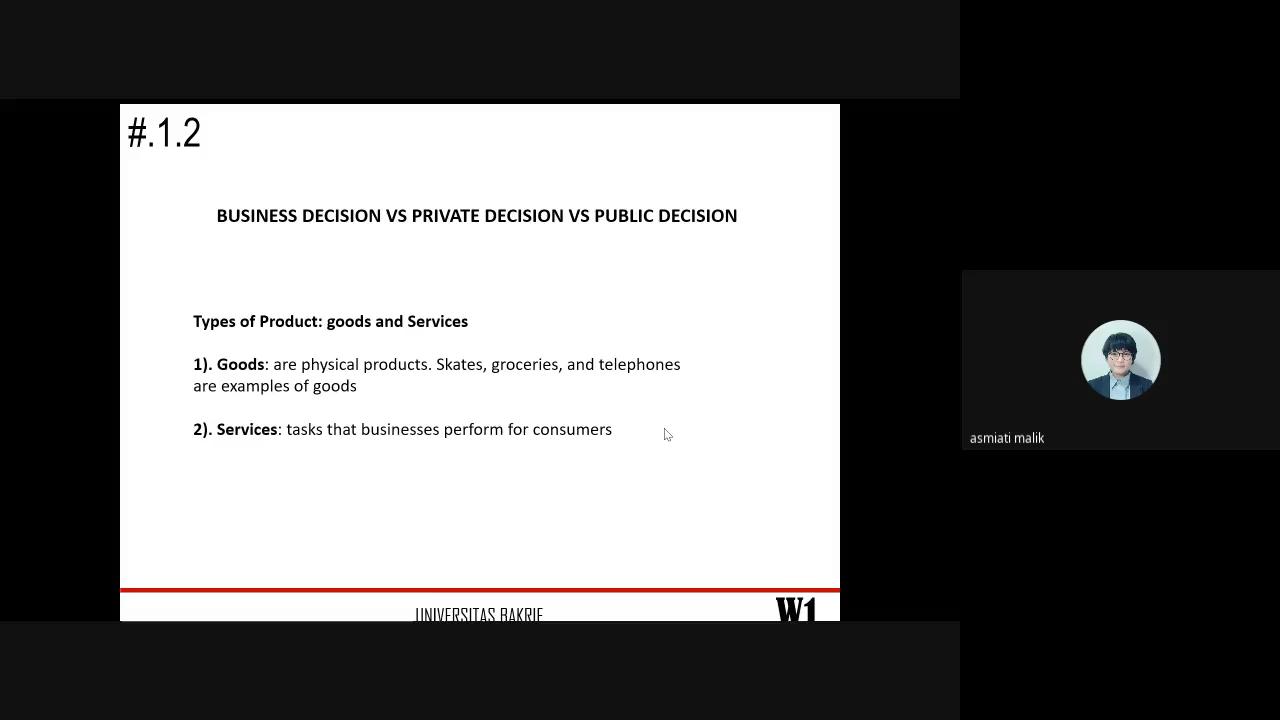 #.1.2
BUSINESS DECISION VS PRIVATE DECISION VS PUBLIC DECISION
Types of Product: goods and Services
1). Goods: are physical products. Skates, groceries, and telephones
are examples of goods
2). Services: tasks that businesses perform for consumers
asmiati malik
UNIVERSITAS BAKRIE
W1